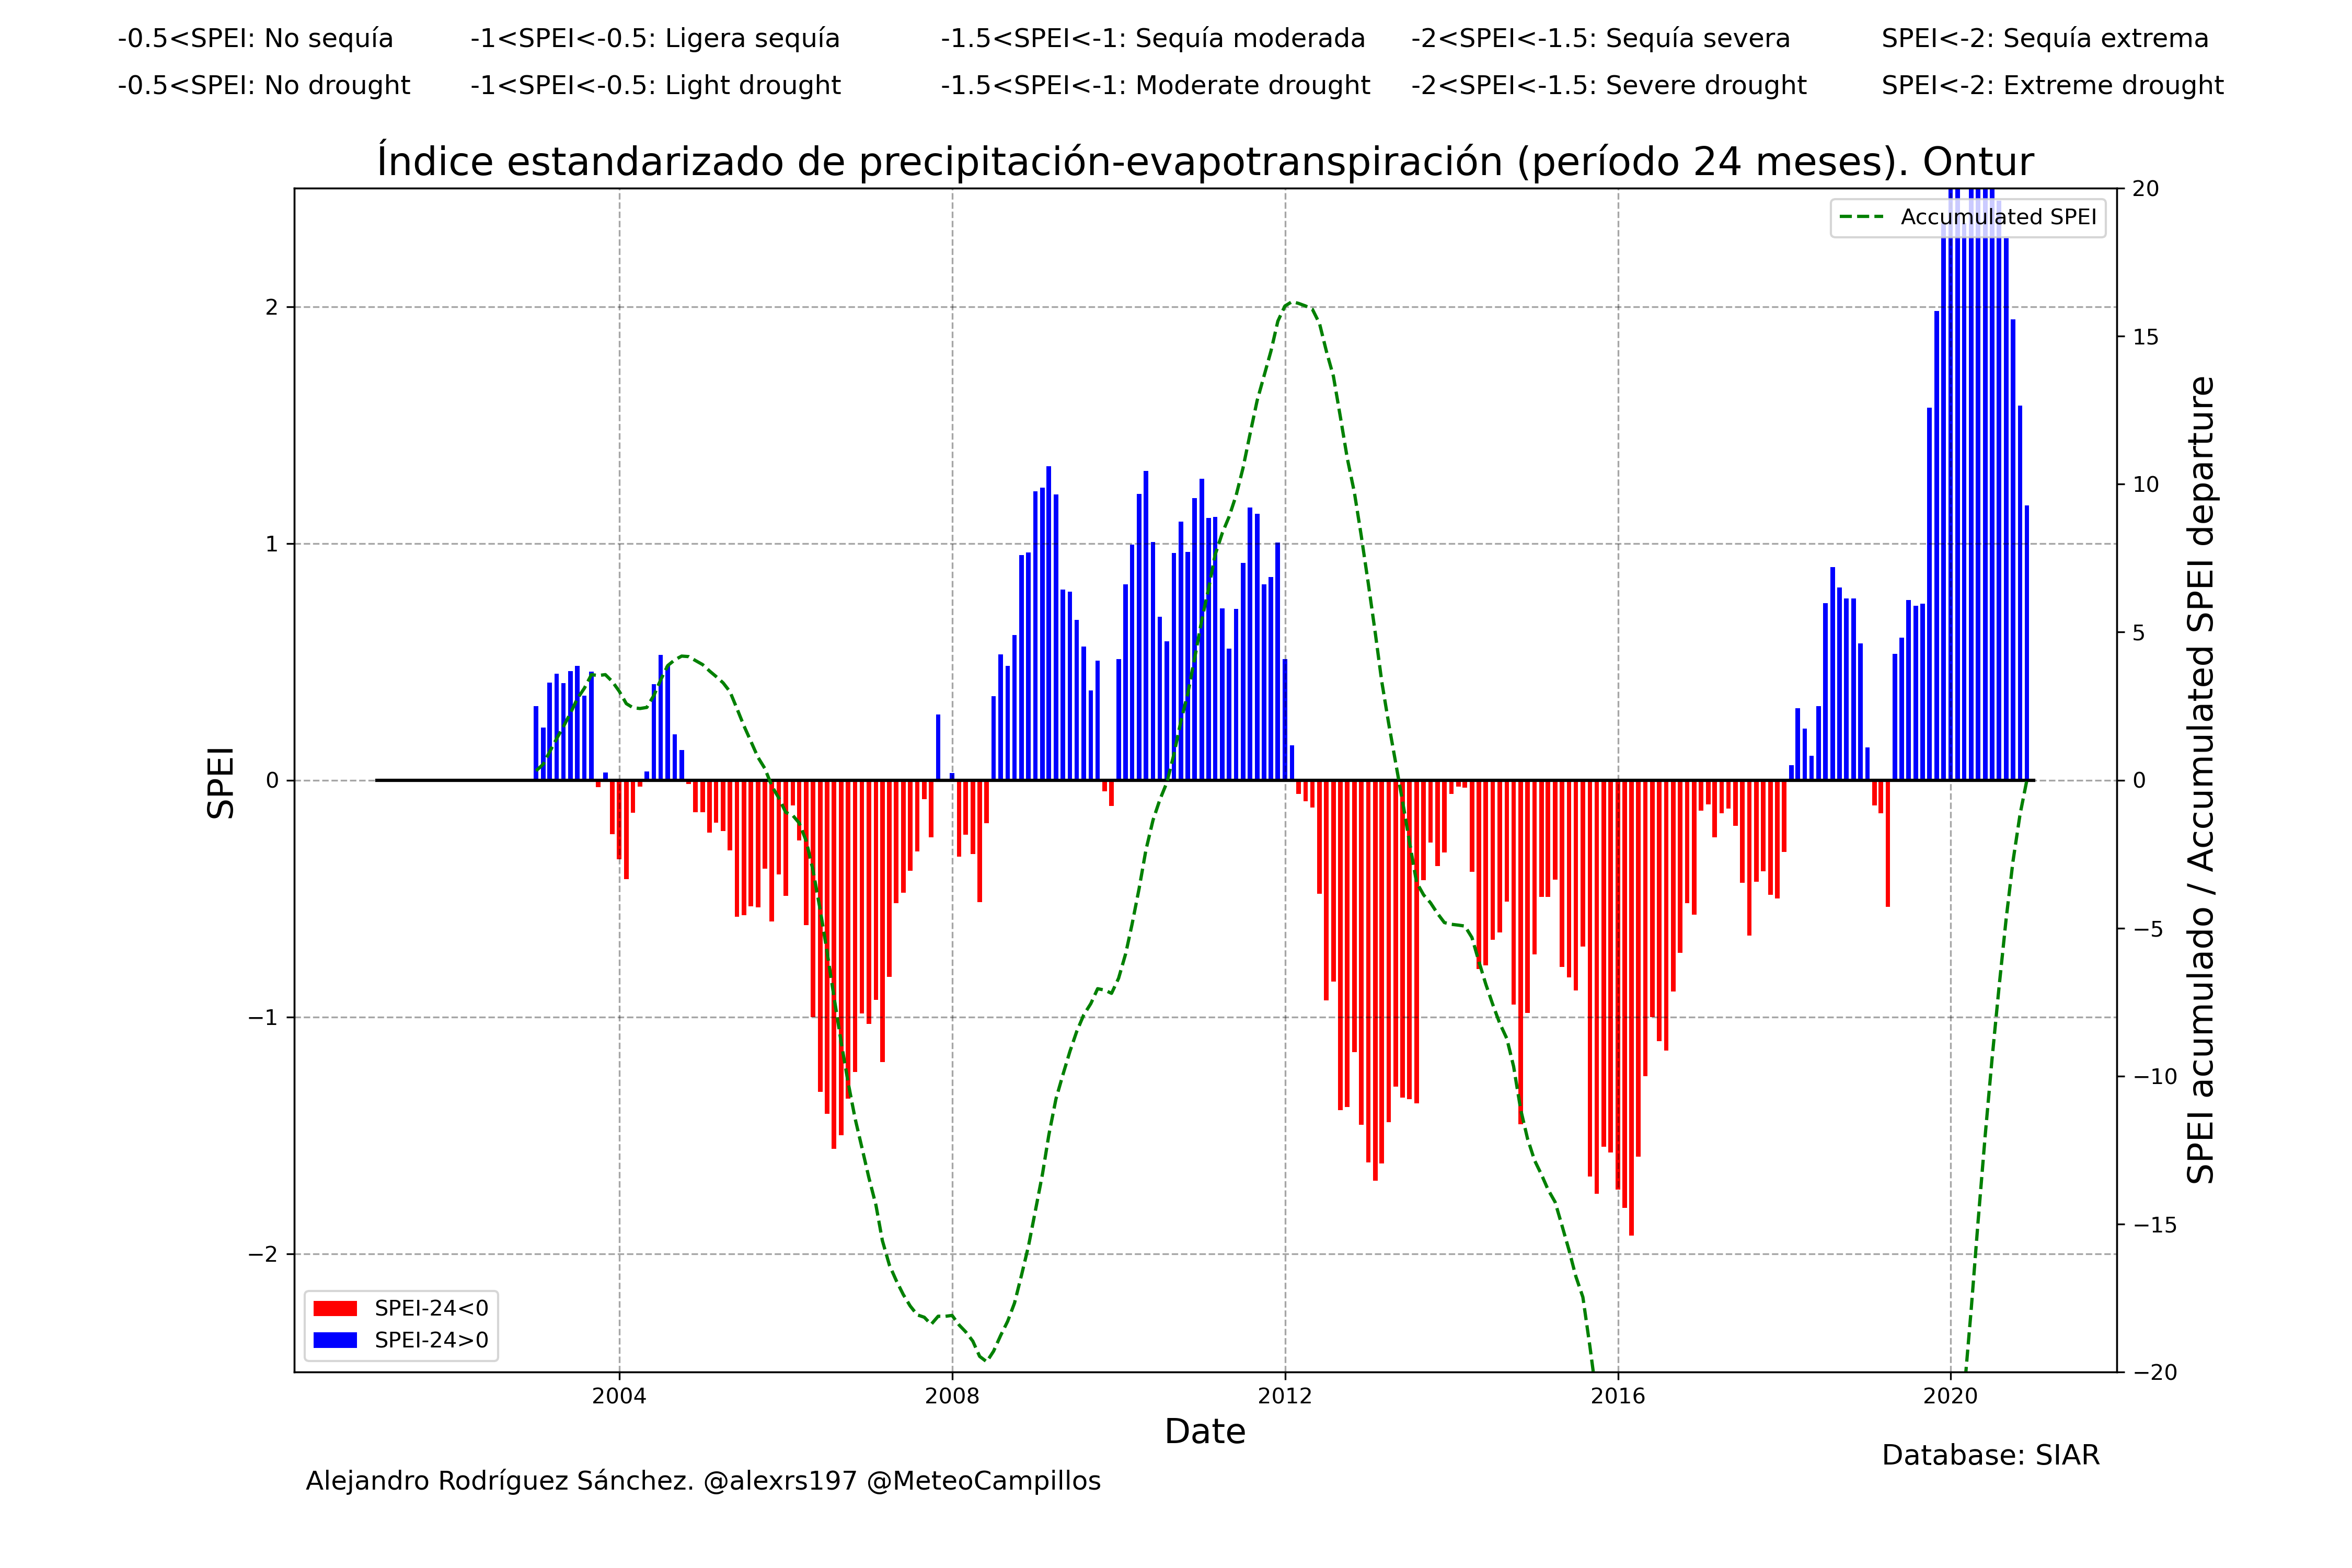 -0.5<SPEI: No sequía -1<SPEI<-0.5: Ligera sequía -1.5<SPEI<-1: Sequía moderada -2<SPEI<-1.5: Sequía severa SPEI<-2: Sequía extrema
-0.5<SPEI: No drought -1<SPEI<-0.5: Light drought -1.5<SPEI<-1: Moderate drought -2<SPEI<-1.5: Severe drought SPEI<-2: Extreme drought
Índice estandarizado de precipitación-evapotranspiración (período 24 meses). Ontur
SPEI
2
1
0
−1
−2
Accumulated SPEI
SPEI-24<0
SPEI-24>0
20
15
10
5
0
−5
−10
−15
−20
SPEI acumulado / Accumulated SPEI departure
2004 2008 2012 2016 2020
Date
Database: SIAR
Alejandro Rodríguez Sánchez. @alexrs197 @MeteoCampillos